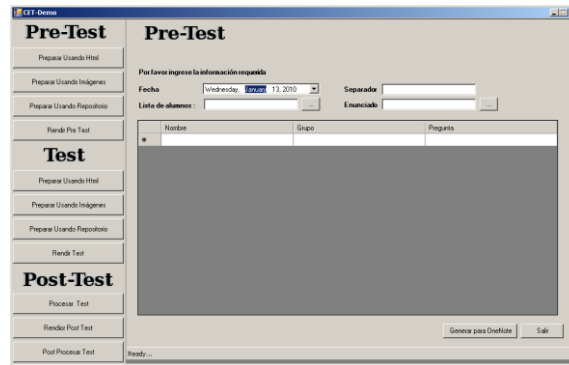 CET-Demo
Pre-Test
Preparar Usando Html
Preparar Usando Imágenes
Preparar Usando Repositorio
Rendir Pre Test
Test
Preparar Usando Html
Preparar Usando Imágenes
Preparar Usando Repositorio
Rendir Test
Post-Test
Procesar Test
Rendior Post Test
Post Procesar Test
Pre-Test
Por favor ingrese la información requerida
Fecha Wednesday, January 13, 2010 Separador
Lista de alumnos : ... Enunciado ...
Nombre Grupo Pregunta
*
Generar para OneNote Salir
Ready...